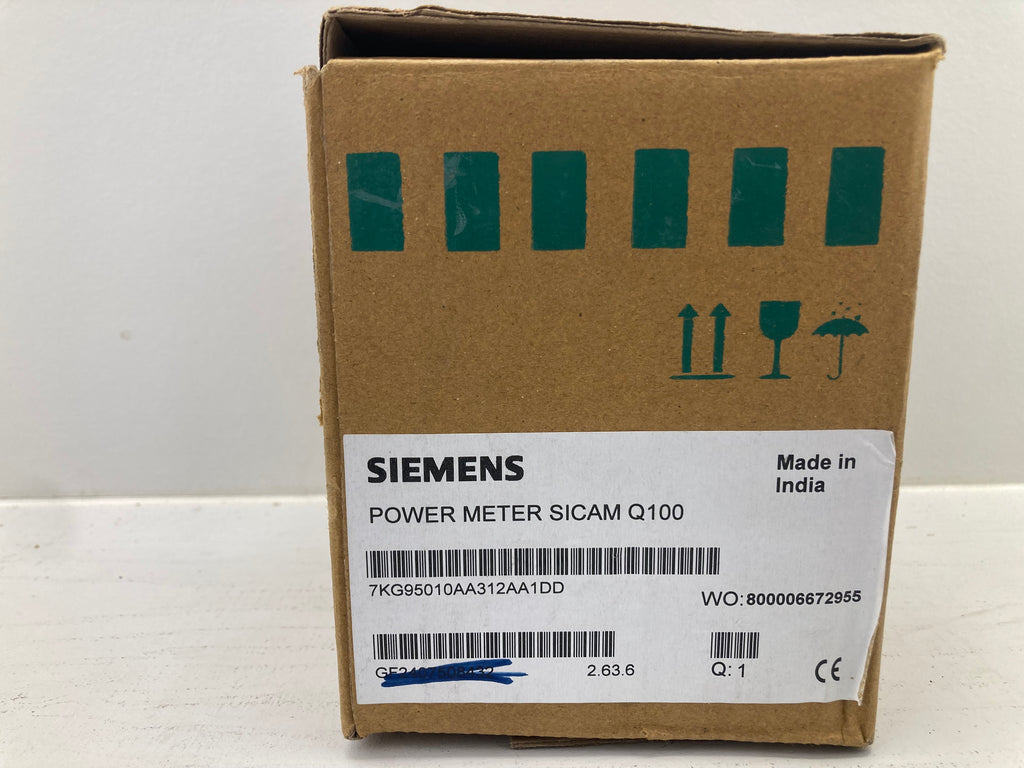 SIEMENS
Made in
India
POWER METER SICAM Q100
7KG95010AA312AA1DD
WO:800006672955
2.63.6
Q: 1
CE